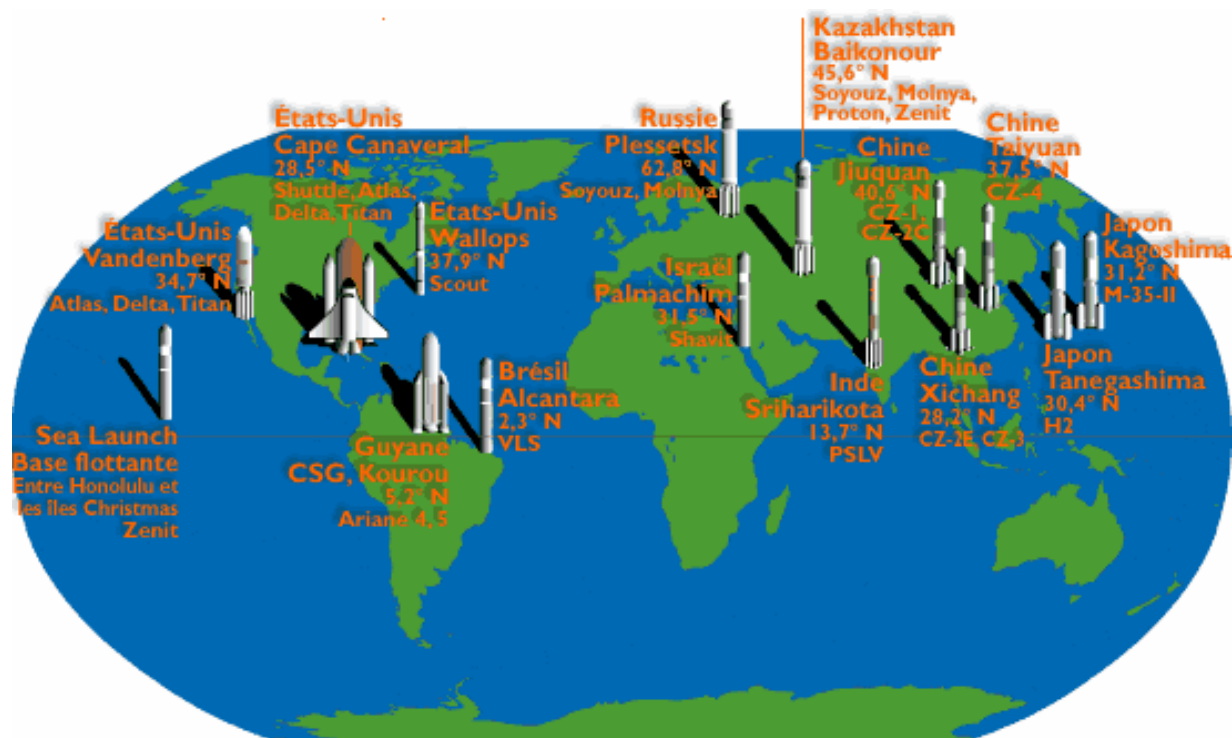 Kazakhstan
Baikonour
45,6° N
Soyouz, Molnya,
Proton, Zenit
États-Unis
Cape Canaveral
28,5° N
Shuttle, Atlas,
Delta, Titan
Russie
Plessetsk
62,8° N
Soyouz, Molnya
Chine
Jiuquan
40,6° N
CZ-1,
CZ-2C
Chine
Taiyuan
37,5° N
CZ-4
États-Unis
Vandenberg
34,7° N
Atlas, Delta, Titan
Etats-Unis
Wallops
37,9° N
Scout
Israël
Palmachim
31,5° N
Shavit
Japon
Kagoshima
31,2° N
M-35-II
Sea Launch
Base flottante
Entre Honolulu et
les îles Christmas
Zenit
Guyane
CSG, Kourou
5,2° N
Ariane 4, 5
Brésil
Alcantara
2,3° N
VLS
Inde
Sriharikota
13,7° N
PSLV
Chine
Xichang
28,2° N
CZ-2E, CZ-3
Japon
Tanegashima
30,4° N
H2